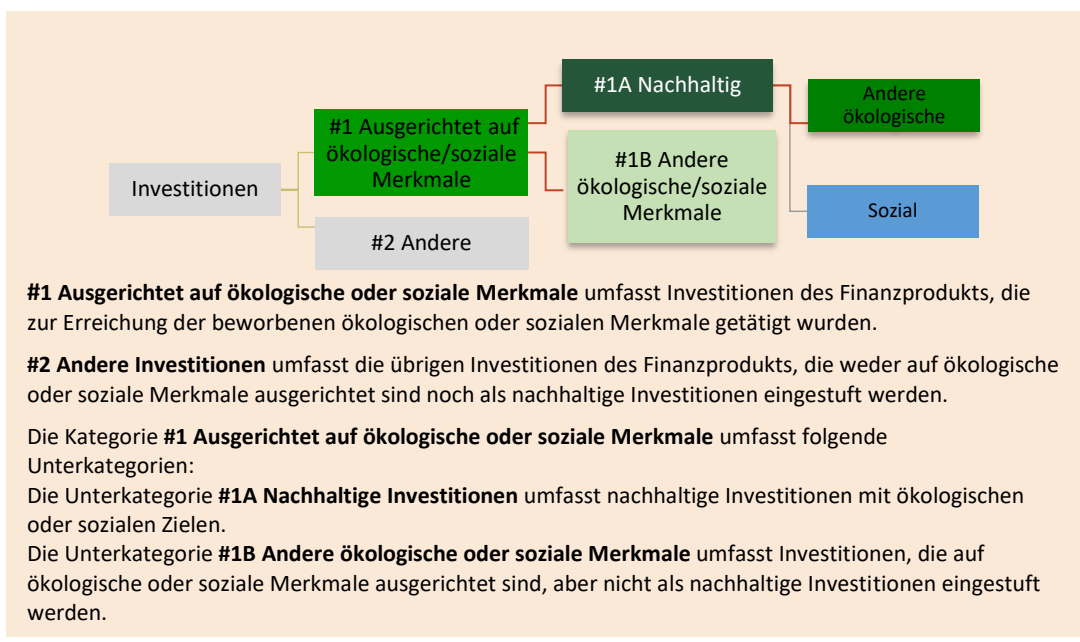 #1A Nachhaltig
Andere
ökologische
#1 Ausgerichtet auf
ökologische/soziale
Merkmale
#1B Andere
ökologische/soziale
Merkmale
Investitionen
Sozial
#2 Andere
#1 Ausgerichtet auf ökologische oder soziale Merkmale umfasst Investitionen des Finanzprodukts, die
zur Erreichung der beworbenen ökologischen oder sozialen Merkmale getätigt wurden.
#2 Andere Investitionen umfasst die übrigen Investitionen des Finanzprodukts, die weder auf ökologische
oder soziale Merkmale ausgerichtet sind noch als nachhaltige Investitionen eingestuft werden.
Die Kategorie #1 Ausgerichtet auf ökologische oder soziale Merkmale umfasst folgende
Unterkategorien:
Die Unterkategorie #1A Nachhaltige Investitionen umfasst nachhaltige Investitionen mit ökologischen
oder sozialen Zielen.
Die Unterkategorie #1B Andere ökologische oder soziale Merkmale umfasst Investitionen, die auf
ökologische oder soziale Merkmale ausgerichtet sind, aber nicht als nachhaltige Investitionen eingestuft
werden.